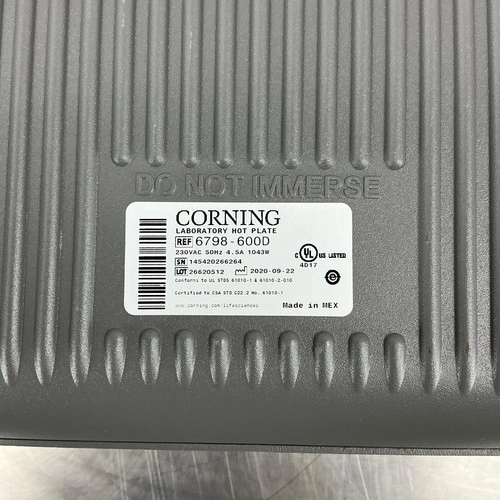 DO NOT IMMERSE
CORNING
LABORATORY HOT PLATE
REF 6798-600D
230VAC 50Hz 4.5A 1043W
SN 145420266264
LOT 26620512 2020-09-22
Conforms to UL STDS 61010-1 & 61010-2-010
Certified to CSA STD C22.2 No. 61010-1
www.corning.com/lifesciences
Made in MEX
C UL US LISTED
4D17